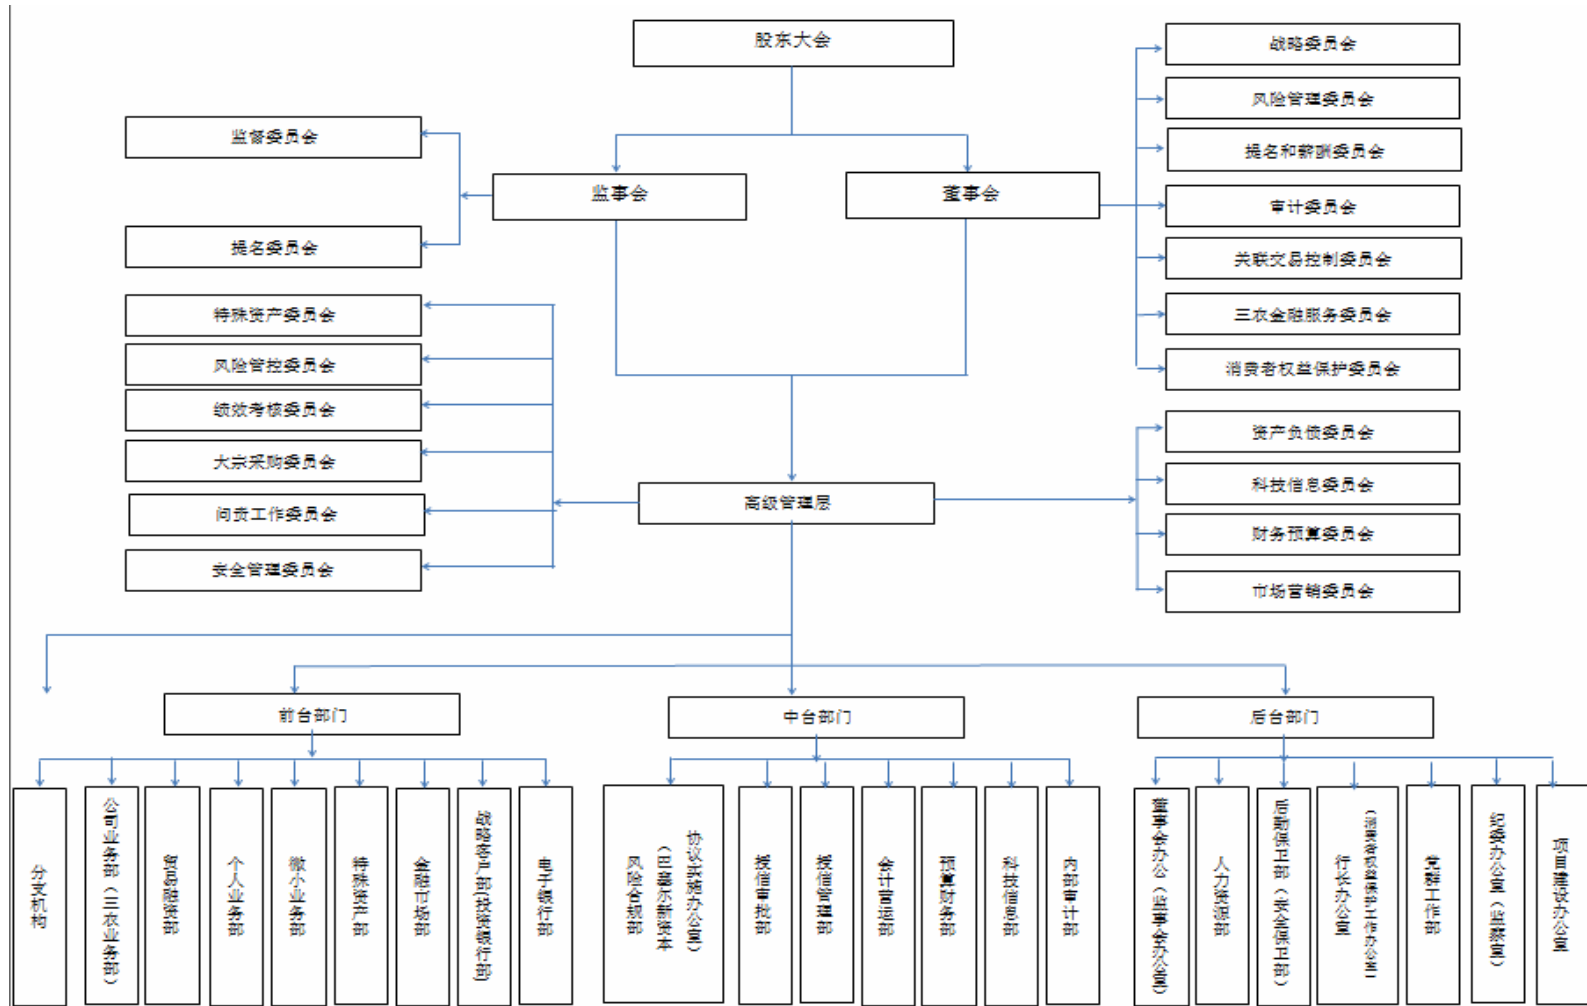 股东大会
战略委员会
风险管理委员会
提名和薪酬委员会
审计委员会
关联交易控制委员会
三农金融服务委员会
消费者权益保护委员会
监督委员会
提名委员会
监事会
董事会
特殊资产委员会
风险管控委员会
绩效考核委员会
大宗采购委员会
问责工作委员会
安全管理委员会
高级管理层
资产负债委员会
科技信息委员会
财务预算委员会
市场营销委员会
前台部门
中台部门
后台部门
分支机构
公司业务部（三农业务部）
贸易融资部
个人业务部
微小业务部
特殊资产部
金融市场部
战略客户部(投资银行部)
电子银行部
风险合规部
（巴塞尔新资本
协议实施办公室）
授信审批部
授信管理部
会计营运部
预算财务部
科技信息部
内部审计部
董事会办公（监事会办公室）
人力资源部
后勤保卫部（安全保卫部）
行长办公室
（消费者权益保护工作办公室）
党群工作部
纪委办公室（监察室）
项目建设办公室